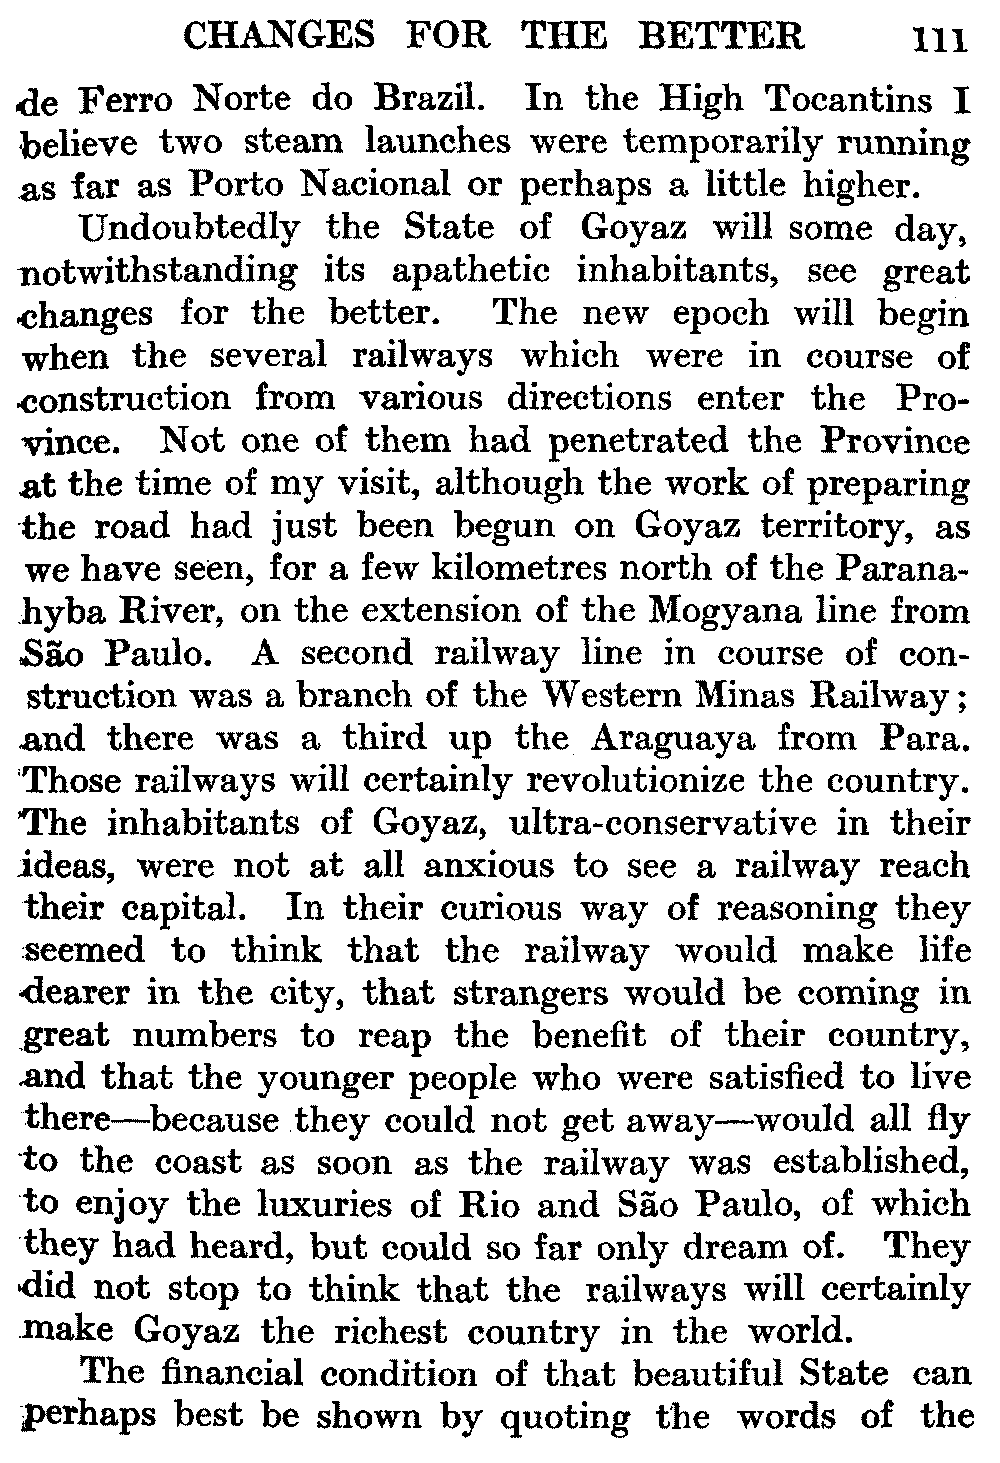 CHANGES FOR THE BETTER 111
de Ferro Norte do Brazil. In the High Tocantins I
believe two steam launches were temporarily running
as far as Porto Nacional or perhaps a little higher.
Undoubtedly the State of Goyaz will some day,
notwithstanding its apathetic inhabitants, see great
changes for the better. The new epoch will begin
when the several railways which were in course of
construction from various directions enter the Pro-
vince. Not one of them had penetrated the Province
at the time of my visit, although the work of preparing
the road had just been begun on Goyaz territory, as
we have seen, for a few kilometres north of the Parana-
hyba River, on the extension of the Mogyana line from
São Paulo. A second railway line in course of con-
struction was a branch of the Western Minas Railway;
and there was a third up the Araguaya from Para.
Those railways will certainly revolutionize the country.
The inhabitants of Goyaz, ultra-conservative in their
ideas, were not at all anxious to see a railway reach
their capital. In their curious way of reasoning they
seemed to think that the railway would make life
dearer in the city, that strangers would be coming in
great numbers to reap the benefit of their country,
and that the younger people who were satisfied to live
there—because they could not get away—would all fly
to the coast as soon as the railway was established,
to enjoy the luxuries of Rio and São Paulo, of which
they had heard, but could so far only dream of. They
did not stop to think that the railways will certainly
make Goyaz the richest country in the world.
The financial condition of that beautiful State can
perhaps best be shown by quoting the words of the